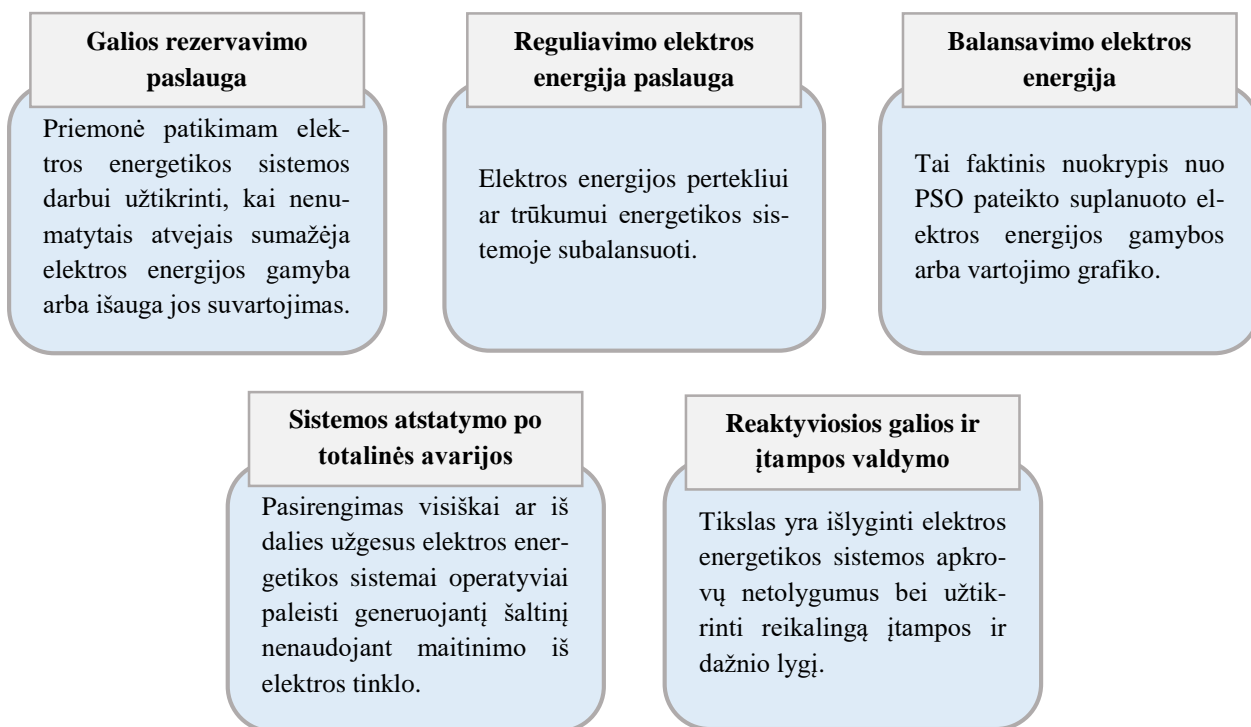 Galios rezervavimo
paslauga
Priemonė patikimam elek-
tros energetikos sistemos
darbui užtikrinti, kai nenu-
matytais atvejais sumažėja
elektros energijos gamyba
arba išauga jos suvartojimas.
Reguliavimo elektros
energija paslauga
Elektros energijos pertekliui
ar trūkumui energetikos sis-
temoje subalansuoti.
Balansavimo elektros
energija
Tai faktinis nuokrypis nuo
PSO pateikto suplanuoto el-
ektros energijos gamybos
arba vartojimo grafiko.
Sistemos atstatymo po
totalinės avarijos
Pasirengimas visiškai ar iš
dalies užgesus elektros ener-
getikos sistemai operatyviai
paleisti generuojantį šaltinį
nenaudojant maitinimo iš
elektros tinklo.
Reaktyviosios galios ir
įtampos valdymo
Tikslas yra išlyginti elektros
energetikos sistemos apkro-
vų netolygumus bei užtik-
rinti reikalingą įtampos ir
dažnio lygį.